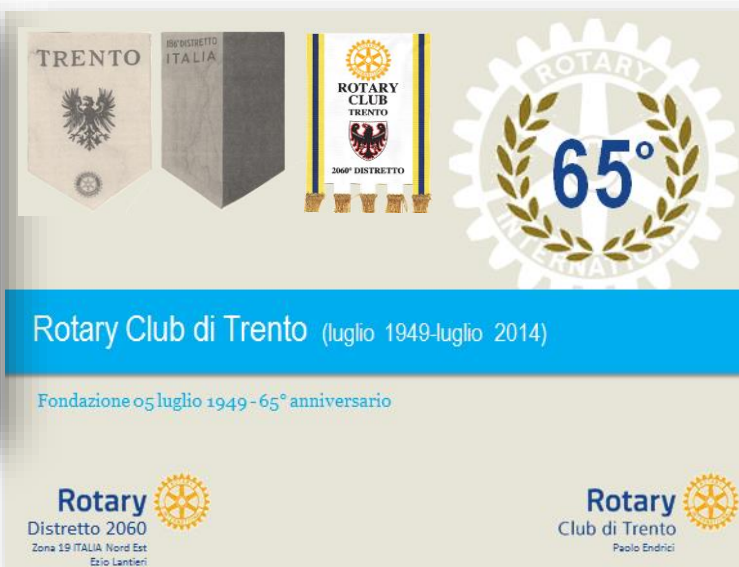 TRENTO
186° DISTRETTO
ITALIA
ROTARY
CLUB
TRENTO
2060° DISTRETTO
ROTARY
65°
INTERNATIONAL
Rotary Club di Trento (luglio 1949-luglio 2014)
Fondazione 05 luglio 1949 - 65° anniversario
Rotary
Distretto 2060
Zona 19 ITALIA Nord Est
Ezio Lantieri
Rotary
Club di Trento
Paolo Endrici